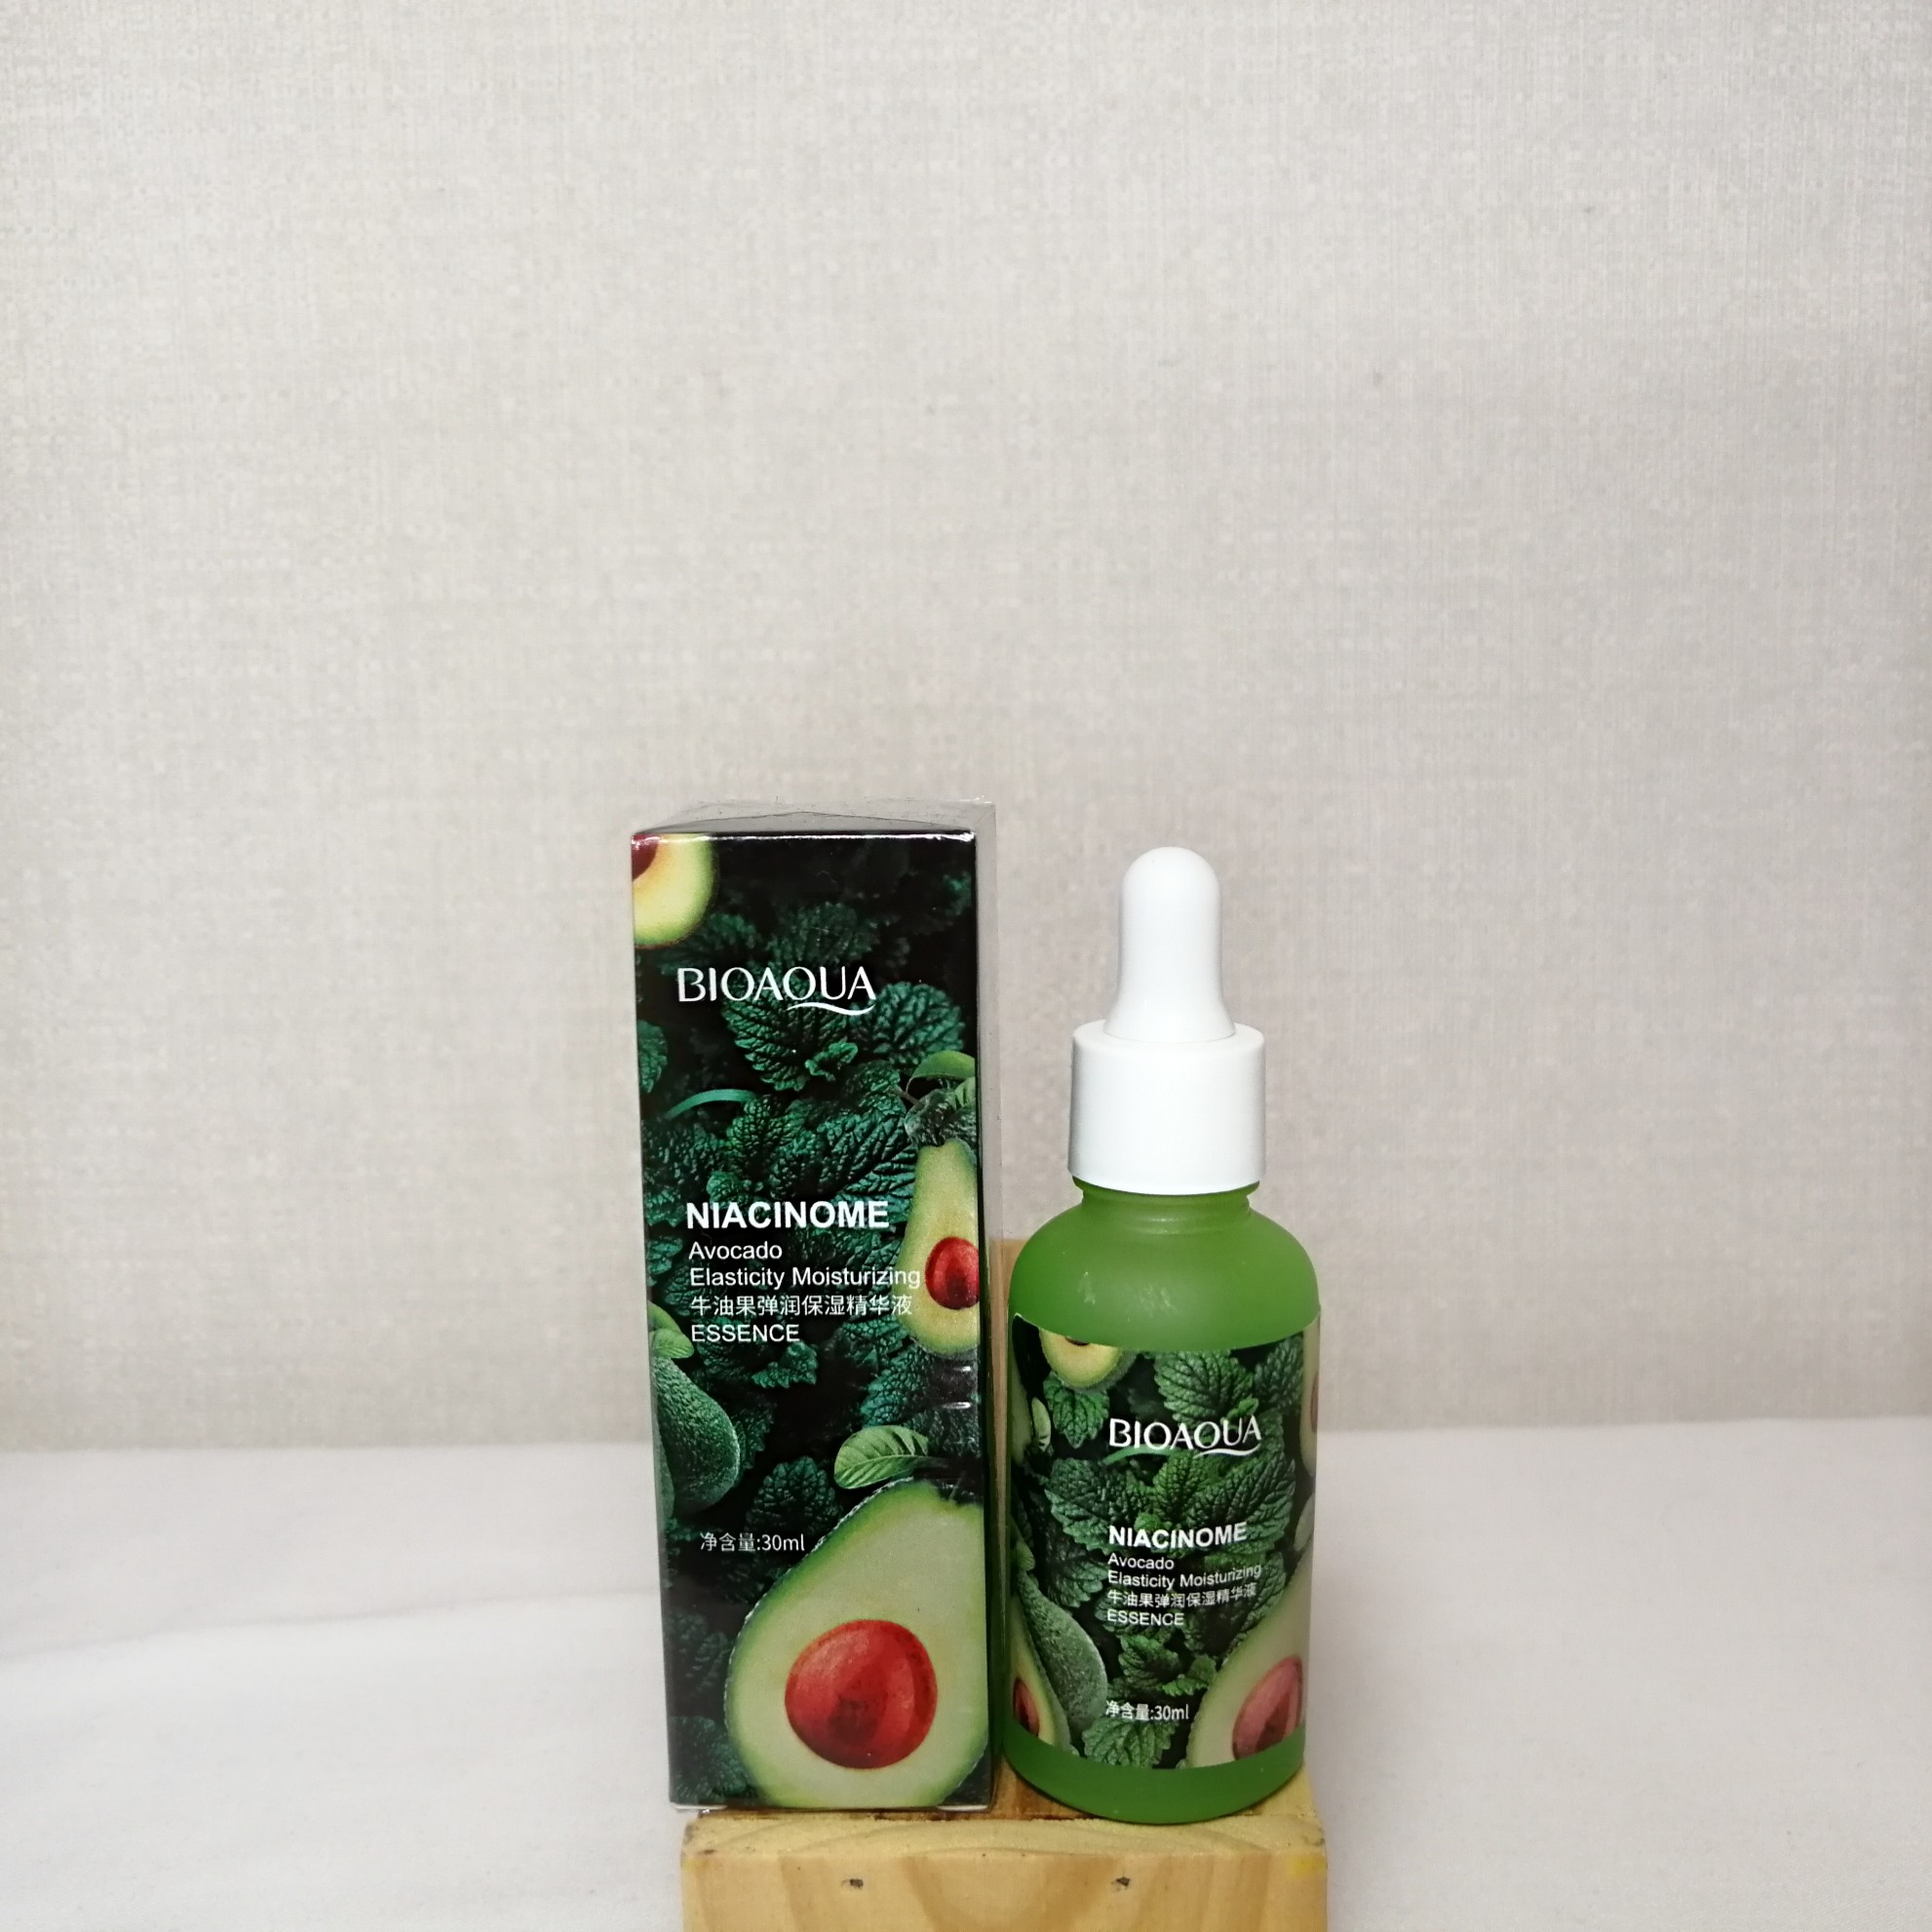 BIOAQUA
NIACINOME
Avocado
Elasticity Moisturizing
牛油果弹润保湿精华液
ESSENCE
净含量:30ml
BIOAQUA
NIACINOME
Avocado
Elasticity Moisturizing
牛油果弹润保湿精华液
ESSENCE
净含量:30ml